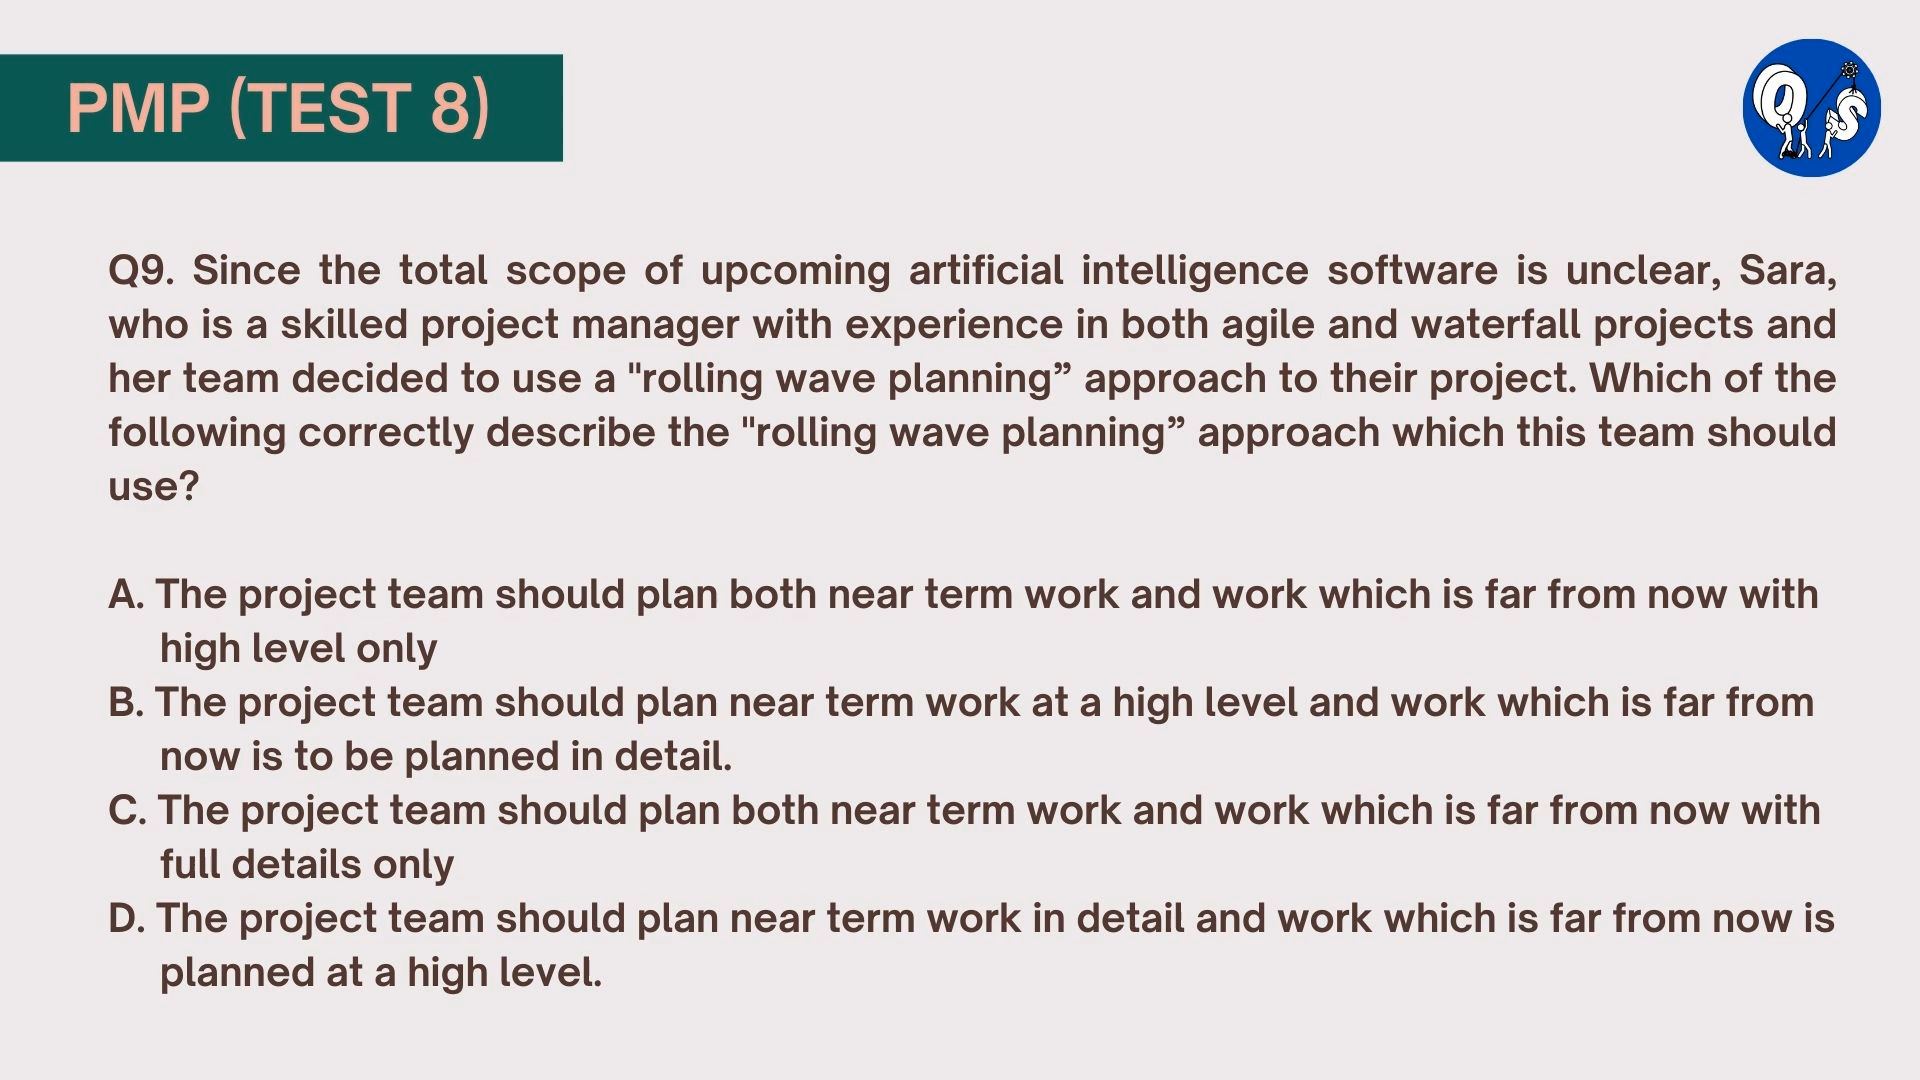 PMP (TEST 8)
Q S
Q9. Since the total scope of upcoming artificial intelligence software is unclear, Sara,
who is a skilled project manager with experience in both agile and waterfall projects and
her team decided to use a "rolling wave planning” approach to their project. Which of the
following correctly describe the "rolling wave planning” approach which this team should
use?
A. The project team should plan both near term work and work which is far from now with
high level only
B. The project team should plan near term work at a high level and work which is far from
now is to be planned in detail.
C. The project team should plan both near term work and work which is far from now with
full details only
D. The project team should plan near term work in detail and work which is far from now is
planned at a high level.